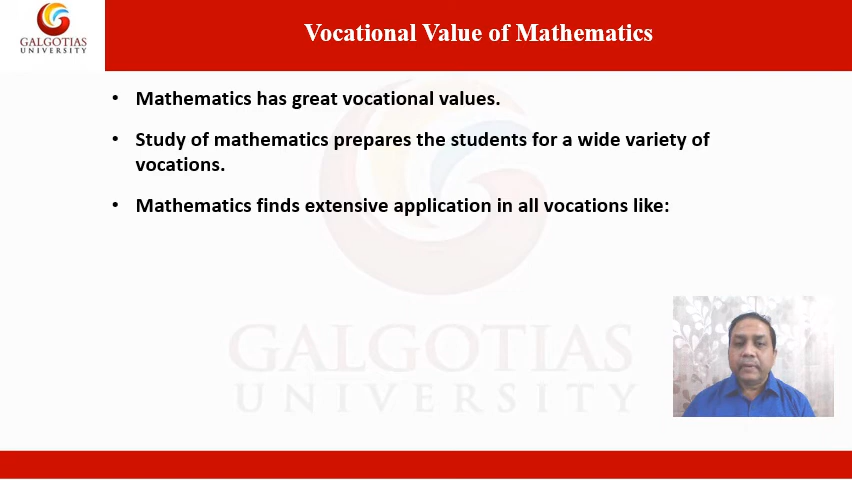 GALGOTIAS
UNIVERSITY
Vocational Value of Mathematics
• Mathematics has great vocational values.
• Study of mathematics prepares the students for a wide variety of
vocations.
• Mathematics finds extensive application in all vocations like:
GALGOTIAS
UNIVERSITY